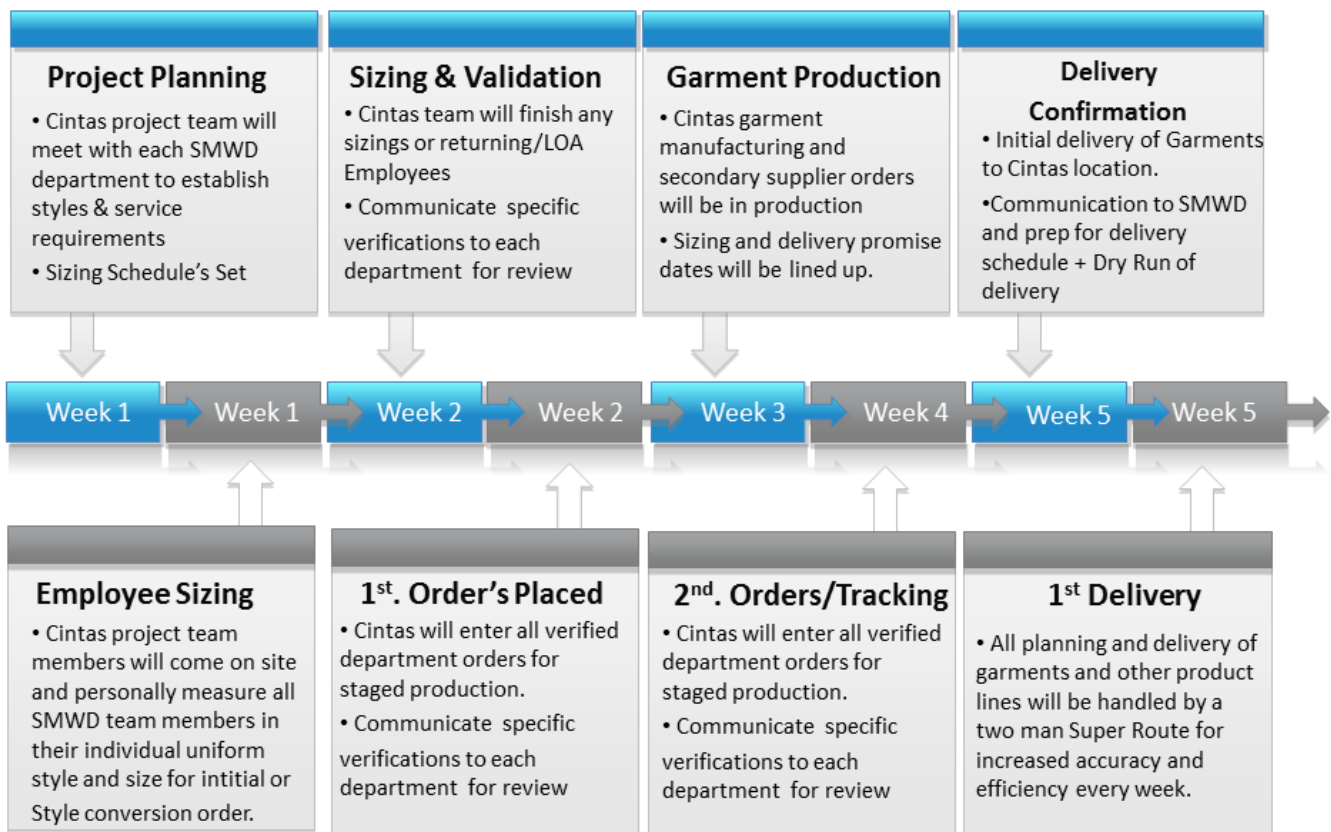 Project Planning
• Cintas project team will
meet with each SMWD
department to establish
styles & service
requirements
• Sizing Schedule's Set
Sizing & Validation
• Cintas team will finish any
sizings or returning/LOA
Employees
• Communicate specific
verifications to each
department for review
Garment Production
• Cintas garment
manufacturing and
secondary supplier orders
will be in production
• Sizing and delivery promise
dates will be lined up.
Delivery
Confirmation
• Initial delivery of Garments
to Cintas location.
•Communication to SMWD
and prep for delivery
schedule + Dry Run of
delivery
Week 1
Week 1
Week 2
Week 2
Week 3
Week 4
Week 5
Week 5
Employee Sizing
• Cintas project team
members will come on site
and personally measure all
SMWD team members in
their individual uniform
style and size for intitial or
Style conversion order.
1st. Order's Placed
• Cintas will enter all verified
department orders for
staged production.
• Communicate specific
verifications to each
department for review
2nd. Orders/Tracking
• Cintas will enter all verified
department orders for
staged production.
• Communicate specific
verifications to each
department for review
1st Delivery
• All planning and delivery of
garments and other product
lines will be handled by a
two man Super Route for
increased accuracy and
efficiency every week.